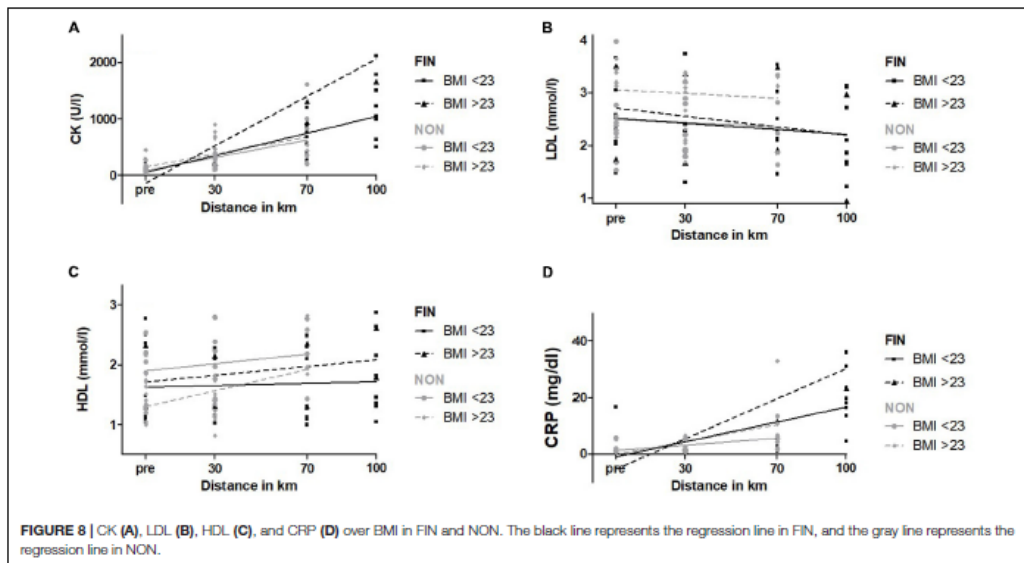 A
CK (U/l)
2000
1000
0
pre
30
70
100
Distance in km
FIN
BMI <23
BMI >23
NON
BMI <23
BMI >23
B
LDL (mmol/l)
4
3
2
1
pre
30
70
100
Distance in km
FIN
BMI <23
BMI >23
NON
BMI <23
BMI >23
C
HDL (mmol/l)
3
2
1
pre
30
70
100
Distance in km
FIN
BMI <23
BMI >23
NON
BMI <23
BMI >23
D
CRP (mg/dl)
40
20
0
pre
30
70
100
Distance in km
FIN
BMI <23
BMI >23
NON
BMI <23
BMI >23
FIGURE 8 | CK (A), LDL (B), HDL (C), and CRP (D) over BMI in FIN and NON. The black line represents the regression line in FIN, and the gray line represents the
regression line in NON.